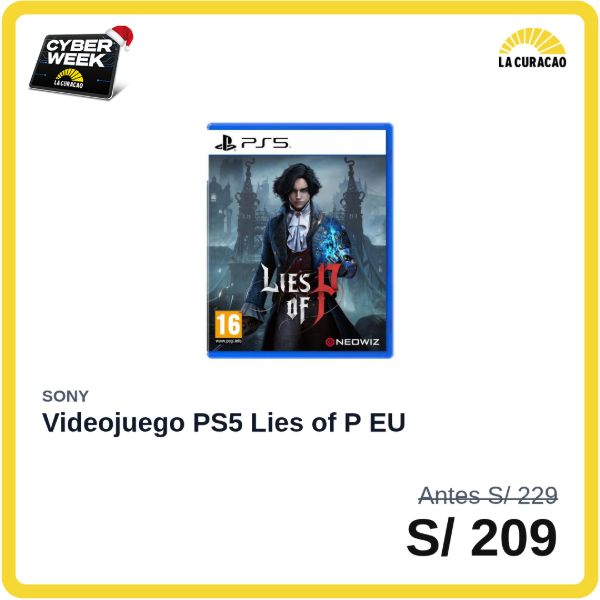 CYBER
WEEK
LA CURACAO
LA CURACAO
PS5
LIES
OF P
16
www.pegi.info
NEOWIZ
SONY
Videojuego PS5 Lies of P EU
Antes S/ 229
S/ 209